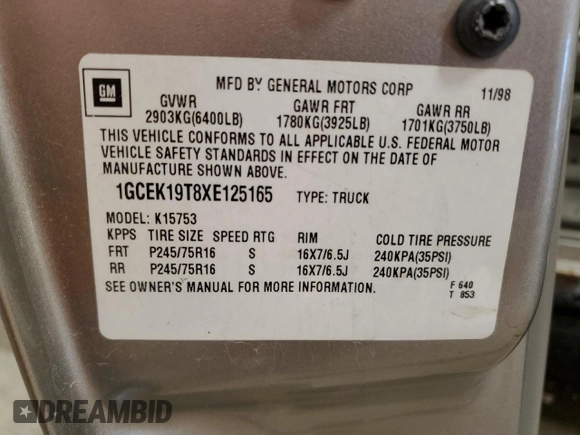 GM
MFD BY GENERAL MOTORS CORP 11/98
GVWR GAWR FRT GAWR RR
2903KG(6400LB) 1780KG(3925LB) 1701KG(3750LB)
THIS VEHICLE CONFORMS TO ALL APPLICABLE U.S. FEDERAL MOTOR
VEHICLE SAFETY STANDARDS IN EFFECT ON THE DATE OF
MANUFACTURE SHOWN ABOVE.
1GCEK19T8XE125165 TYPE: TRUCK
MODEL: K15753
KPPS TIRE SIZE SPEED RTG RIM COLD TIRE PRESSURE
FRT P245/75R16 S 16X7/6.5J 240KPA(35PSI)
RR P245/75R16 S 16X7/6.5J 240KPA(35PSI)
SEE OWNER'S MANUAL FOR MORE INFORMATION.
F 640
T 853
DREAMBID